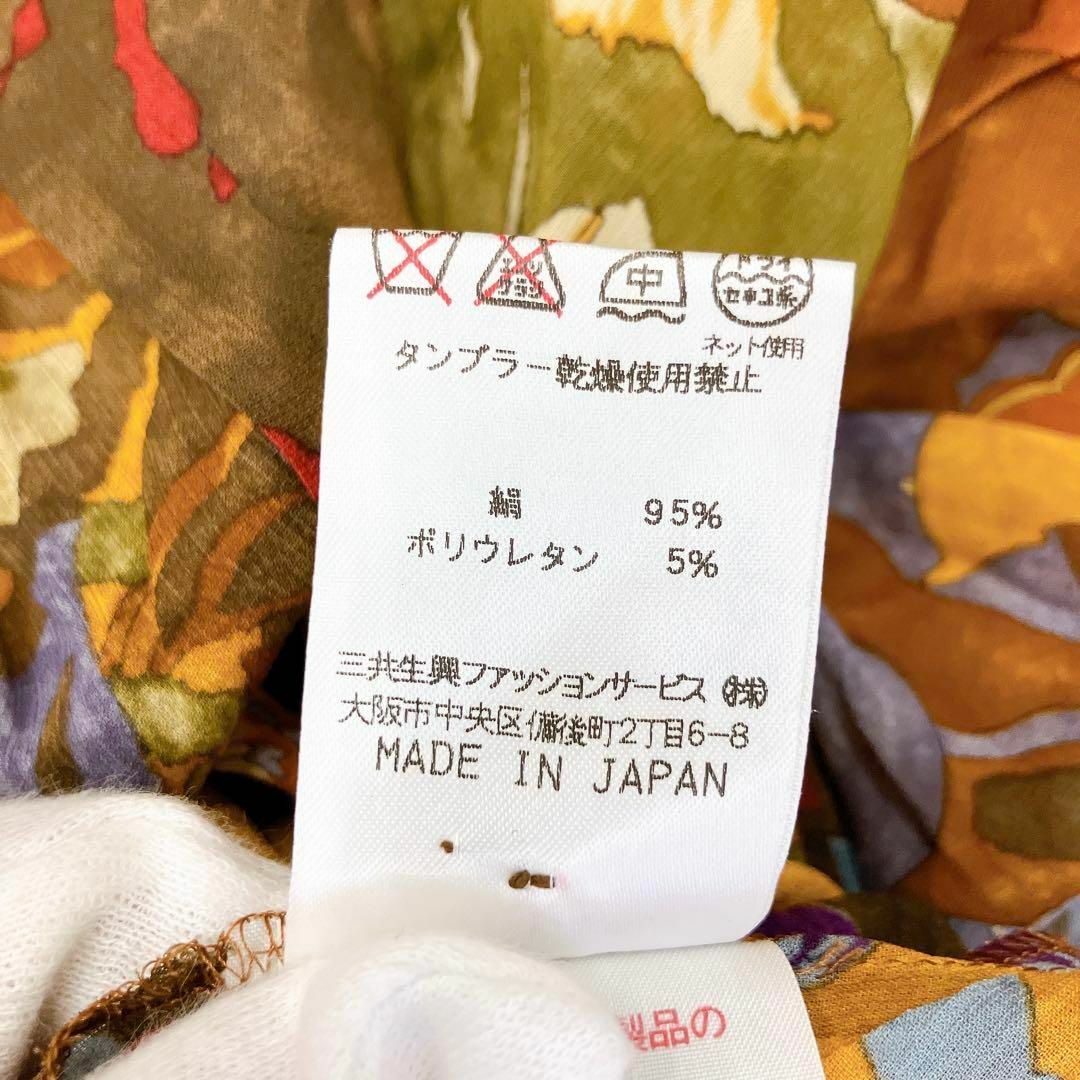 中
ドライ
セキユ系
ネット使用
タンブラー乾燥使用禁止
絹 95%
ポリウレタン 5%
三共生興ファッションサービス㈱
大阪市中央区備後町2丁目6-8
MADE IN JAPAN
製品の